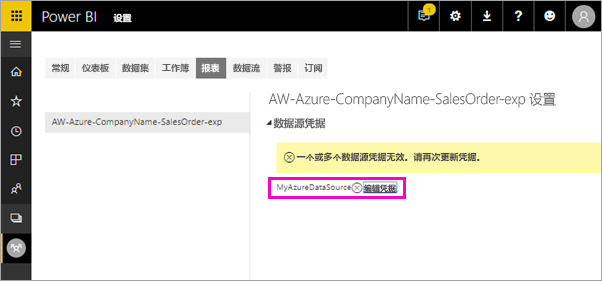 Power BI 设置
1
?
常规 仪表板 数据集 工作簿 报表 数据流 警报 订阅
AW-Azure-CompanyName-SalesOrder-exp
AW-Azure-CompanyName-SalesOrder-exp 设置
数据源凭据
一个或多个数据源凭据无效。请再次更新凭据。
MyAzureDataSource 编辑凭据